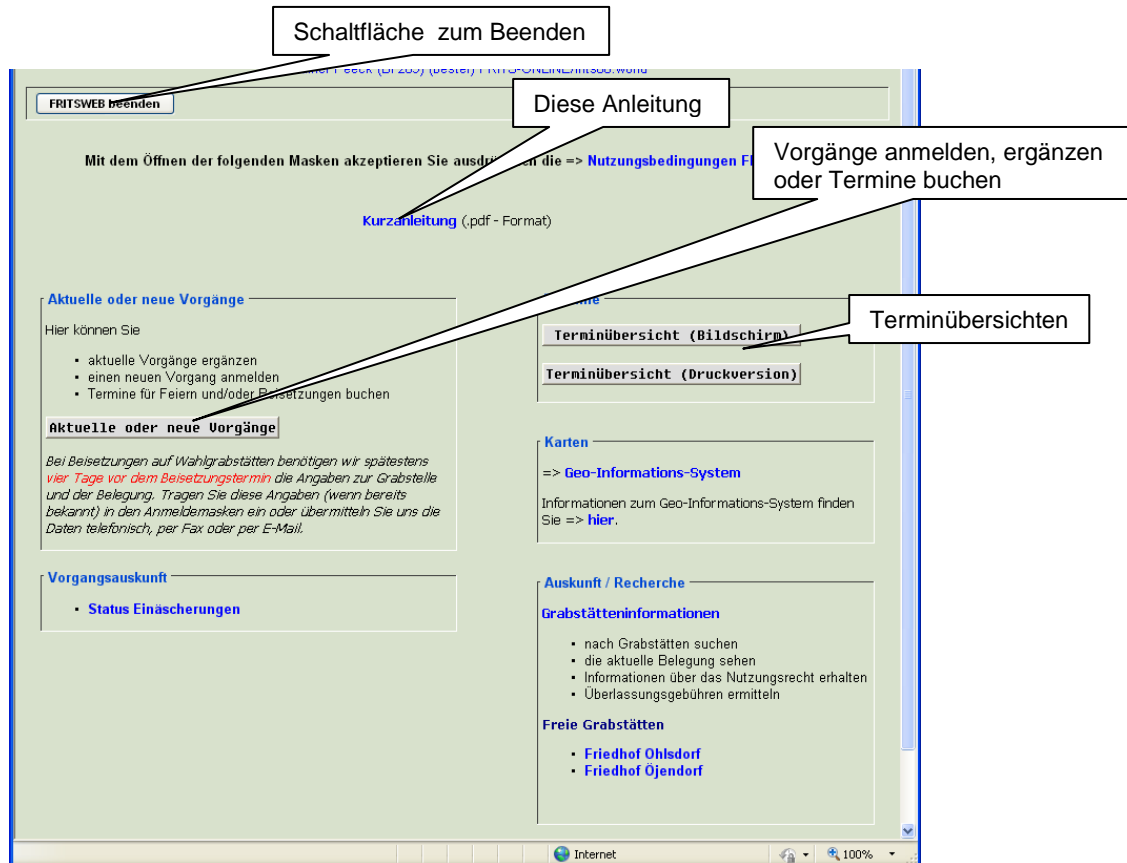 Schaltfläche zum Beenden
FRITS-ONLINE/frits08.world
FRITSWEB beenden
Diese Anleitung
Vorgänge anmelden, ergänzen
oder Termine buchen
Mit dem Öffnen der folgenden Masken akzeptieren Sie die => Nutzungsbedingungen
Kurzanleitung (.pdf - Format)
Aktuelle oder neue Vorgänge
Hier können Sie
▪ aktuelle Vorgänge ergänzen
▪ einen neuen Vorgang anmelden
▪ Termine für Feiern und/oder Beisetzungen buchen
Aktuelle oder neue Vorgänge
Bei Beisetzungen auf Wahlgrabstätten benötigen wir spätestens
vier Tage vor dem Beisetzungstermin die Angaben zur Grabstelle
und der Belegung. Tragen Sie diese Angaben (wenn bereits
bekannt) in den Anmeldemasken ein oder übermitteln Sie uns die
Daten telefonisch, per Fax oder per E-Mail.
Vorgangsauskunft
▪ Status Einäscherungen
Terminübersichten
Terminübersicht (Bildschirm)
Terminübersicht (Druckversion)
Karten
=> Geo-Informations-System
Informationen zum Geo-Informations-System finden
Sie => hier.
Auskunft / Recherche
Grabstätteninformationen
▪ nach Grabstätten suchen
▪ die aktuelle Belegung sehen
▪ Informationen über das Nutzungsrecht erhalten
▪ Überlassungsgebühren ermitteln
Freie Grabstätten
▪ Friedhof Ohlsdorf
▪ Friedhof Öjendorf
Internet
100%